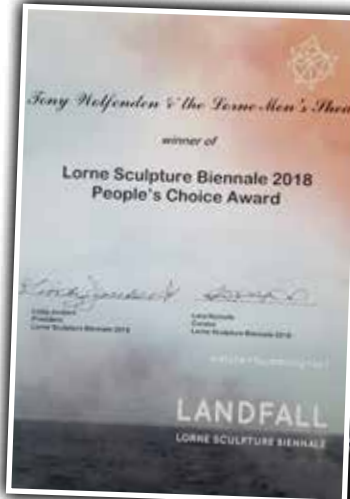 Tony Wolfenden & the Lorne Men's Shed
winner of
Lorne Sculpture Biennale 2018
People's Choice Award
President
Lorne Sculpture Biennale 2018
Curator
Lorne Sculpture Biennale 2018
LANDFALL
LORNE SCULPTURE BIENNALE